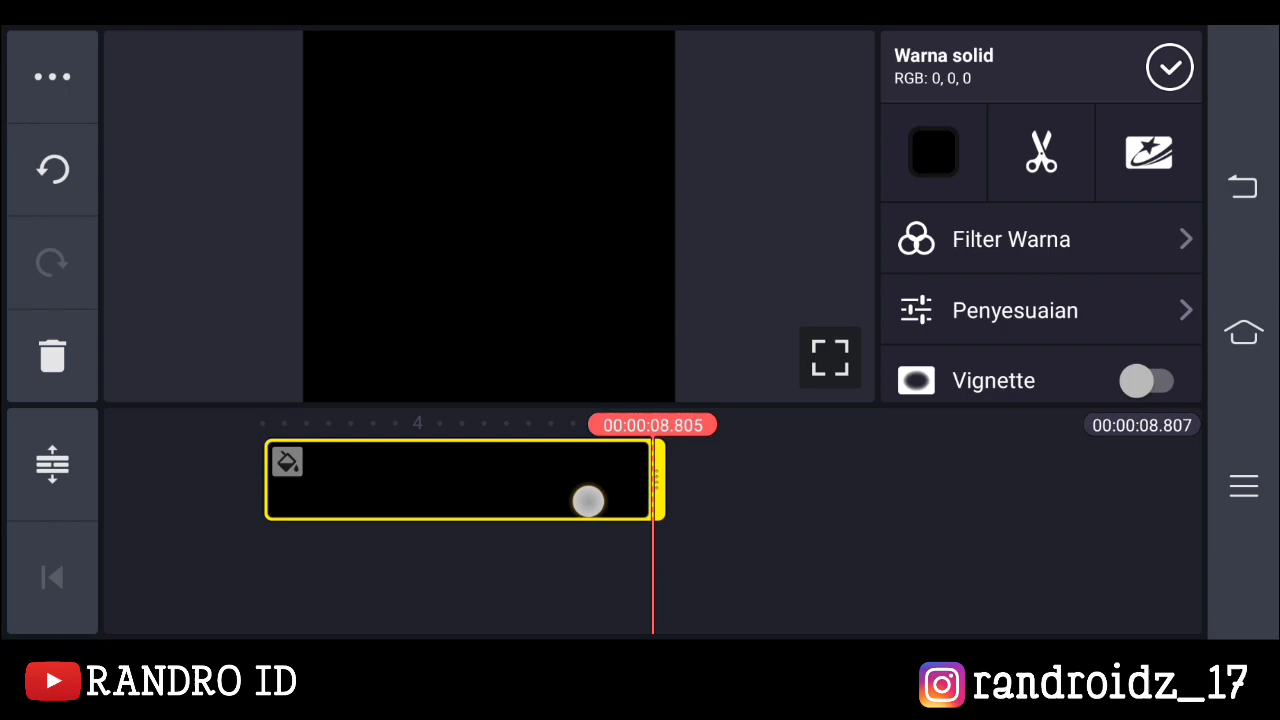 Warna solid
RGB: 0, 0, 0
Filter Warna
Penyesuaian
Vignette
4
00:00:08.805
00:00:08.807
RANDRO ID
randroidz_17